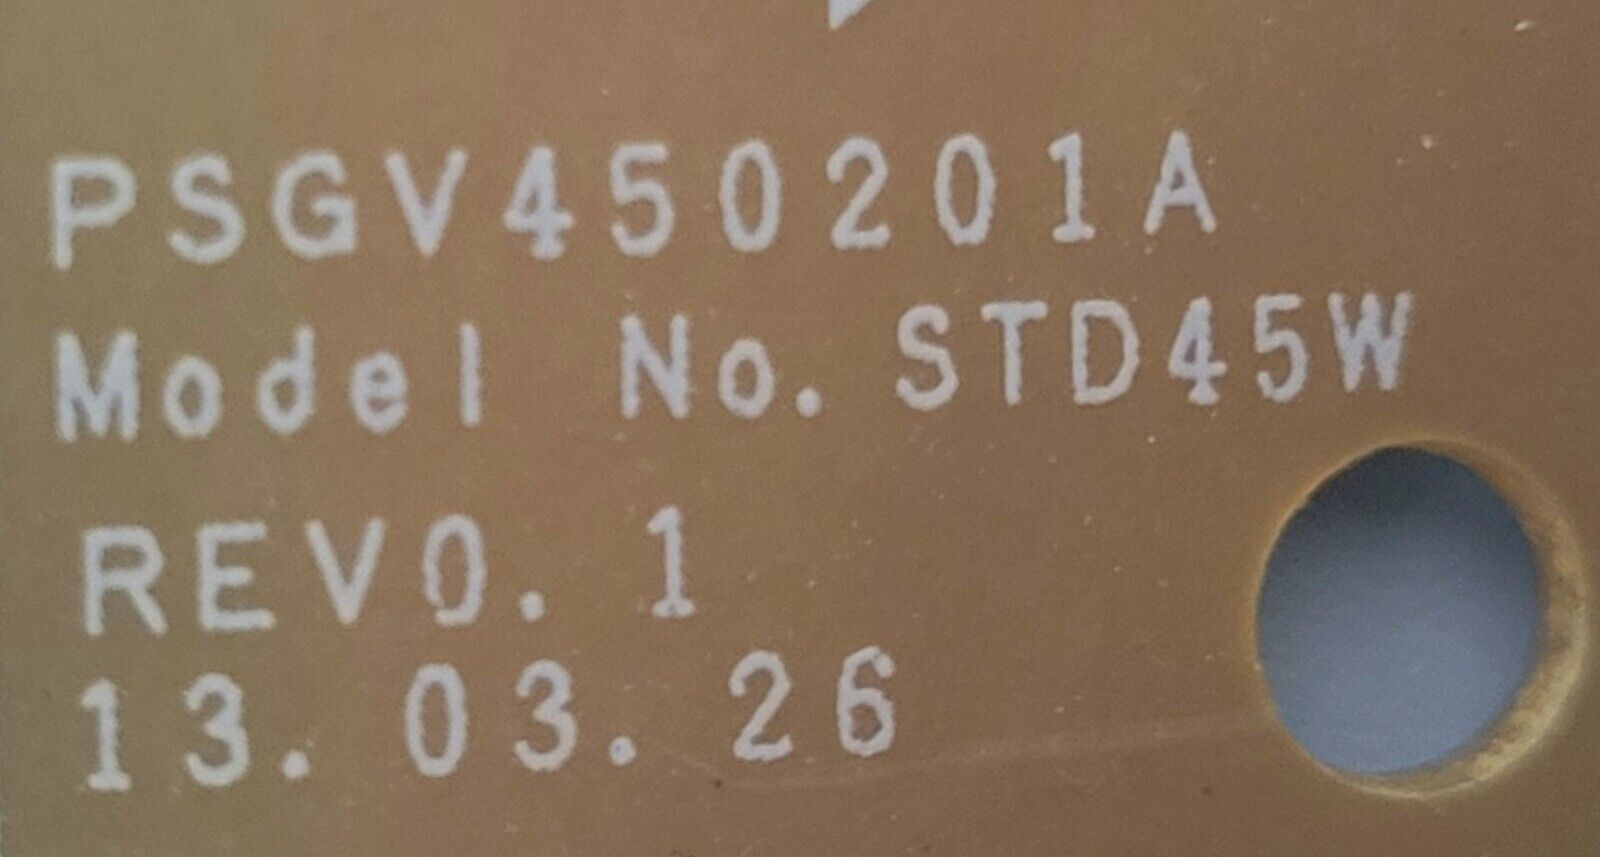 PSGV450201A
Model No. STD45W
REV0.1
13.03.26